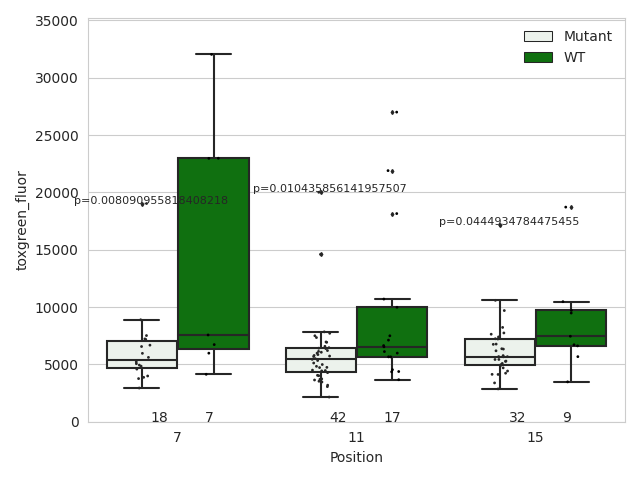 35000
30000
25000
20000
15000
10000
5000
0
toxgreen_fluor
Mutant
WT
p=0.008090955818408218
p=0.010435856141957507
p=0.0444934784475455
18 7 42 17 32 9
7 11 15
Position